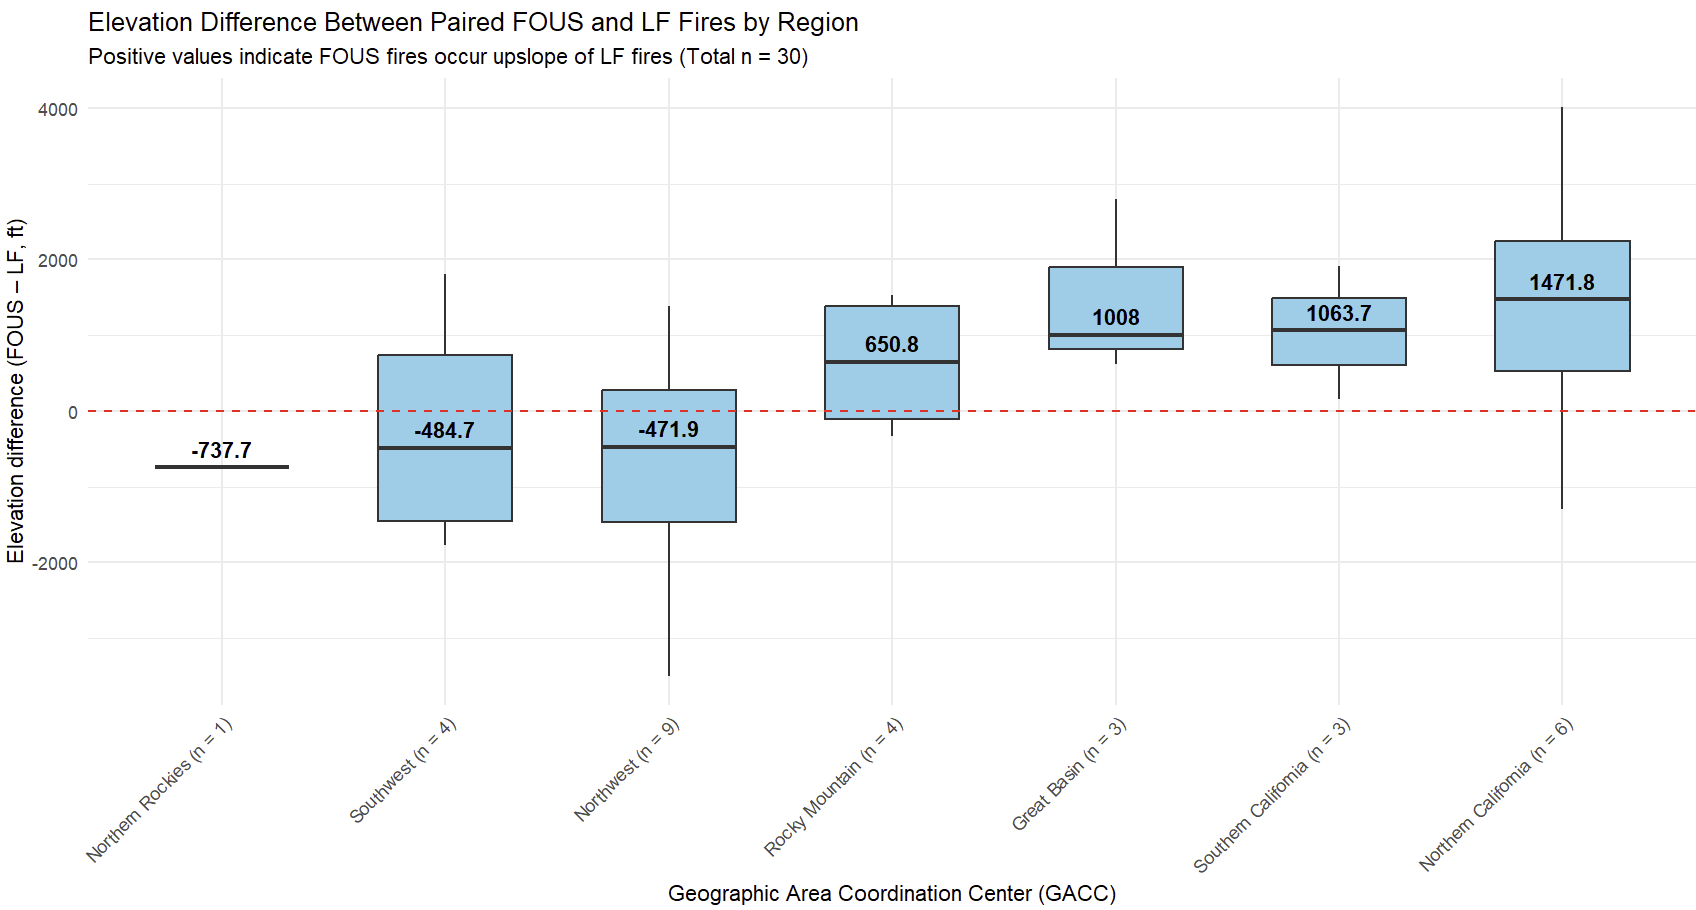 Elevation Difference Between Paired FOUS and LF Fires by Region
Positive values indicate FOUS fires occur upslope of LF fires (Total n = 30)
Elevation difference (FOUS – LF, ft)
4000
2000
0
-2000
-737.7
-484.7
-471.9
650.8
1008
1063.7
1471.8
Northern Rockies (n = 1)
Southwest (n = 4)
Northwest (n = 9)
Rocky Mountain (n = 4)
Great Basin (n = 3)
Southern California (n = 3)
Northern California (n = 6)
Geographic Area Coordination Center (GACC)